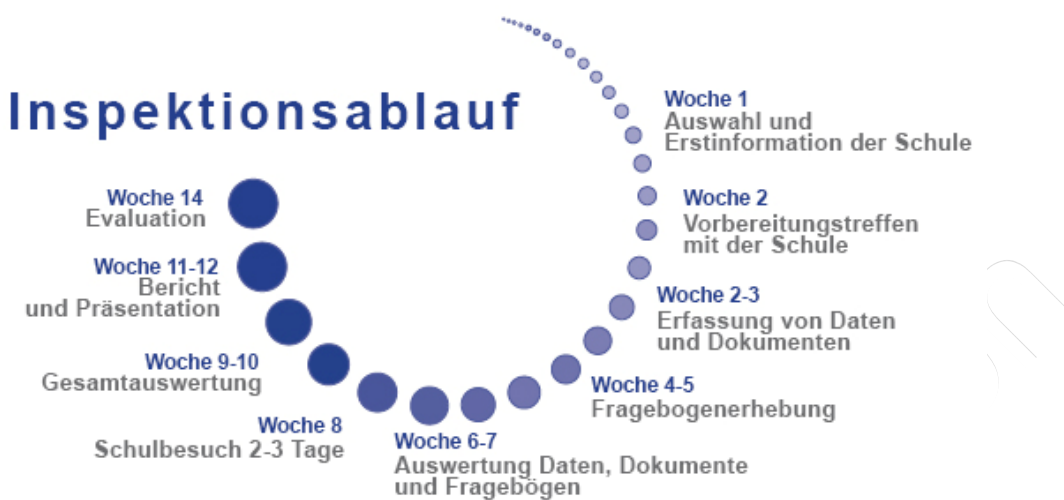 Inspektionsablauf
Woche 1
Auswahl und
Erstinformation der Schule
Woche 2
Vorbereitungstreffen
mit der Schule
Woche 2-3
Erfassung von Daten
und Dokumenten
Woche 4-5
Fragebogenerhebung
Woche 6-7
Auswertung Daten, Dokumente
und Fragebögen
Woche 8
Schulbesuch 2-3 Tage
Woche 9-10
Gesamtauswertung
Woche 11-12
Bericht
und Präsentation
Woche 14
Evaluation